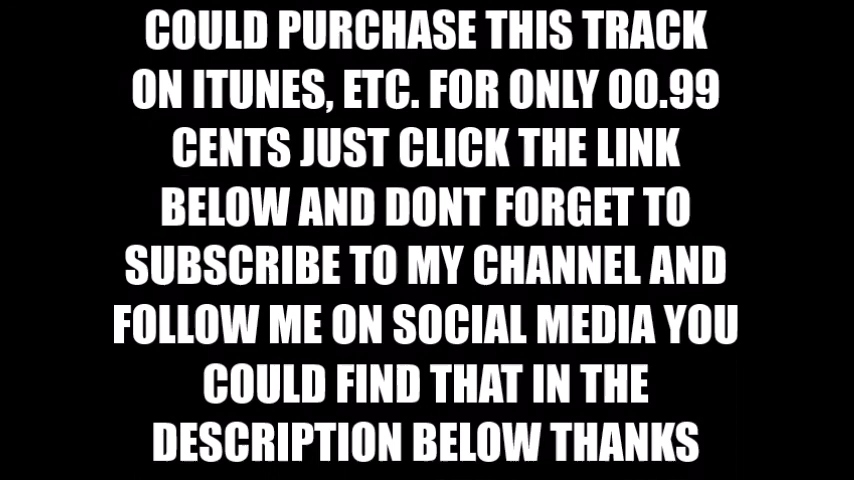 COULD PURCHASE THIS TRACK
ON ITUNES, ETC. FOR ONLY 00.99
CENTS JUST CLICK THE LINK
BELOW AND DONT FORGET TO
SUBSCRIBE TO MY CHANNEL AND
FOLLOW ME ON SOCIAL MEDIA YOU
COULD FIND THAT IN THE
DESCRIPTION BELOW THANKS